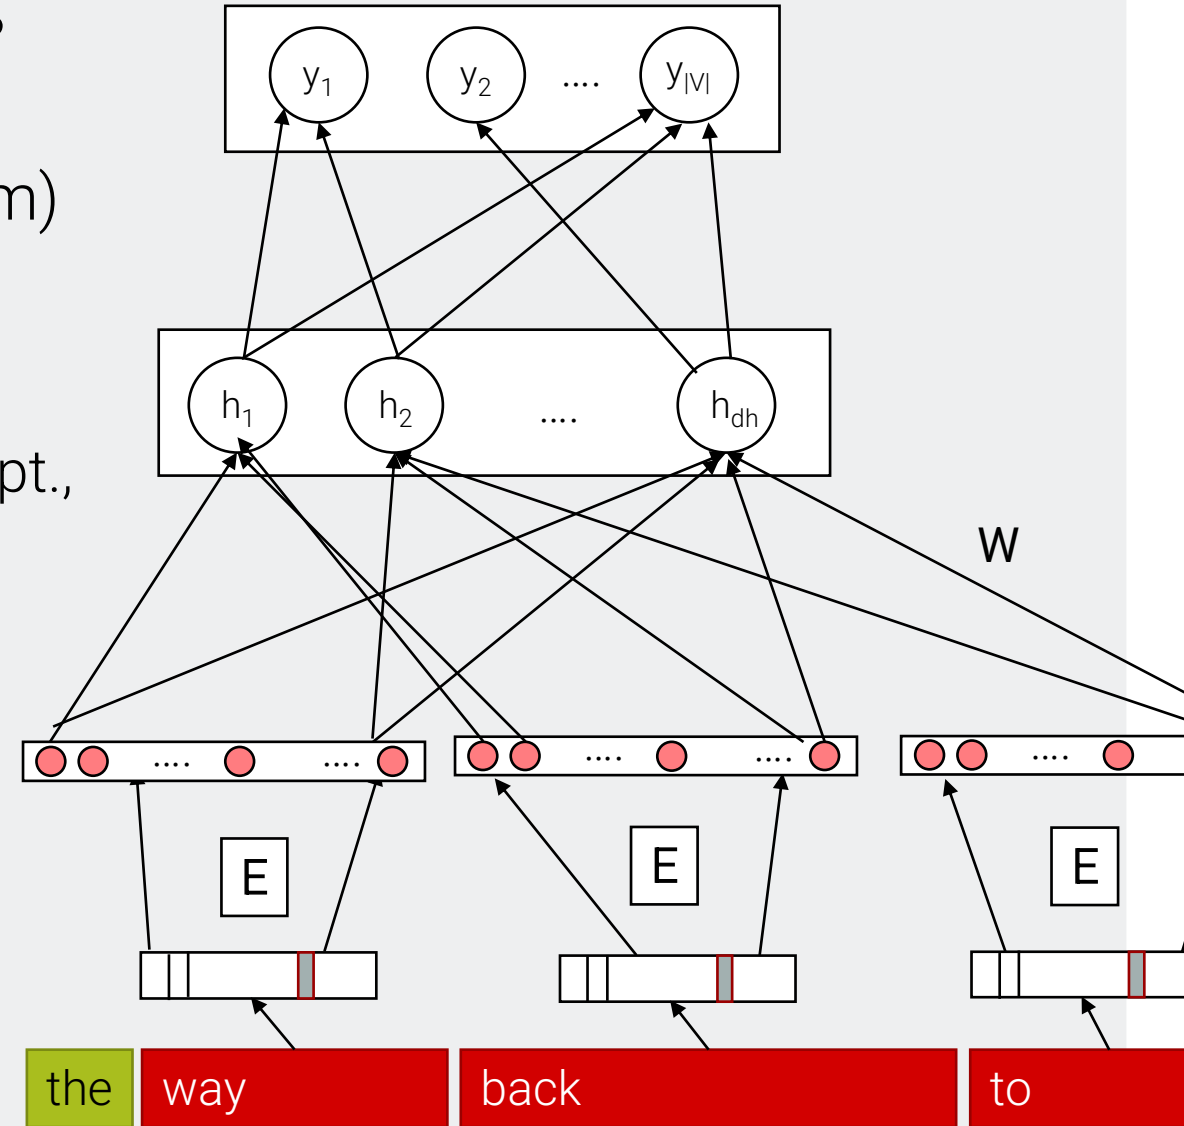 y1 y2 .... y|V|
m)
h1 h2 .... hdh
pt.,
W
.... .... .... .... ....
E E E
the way back to